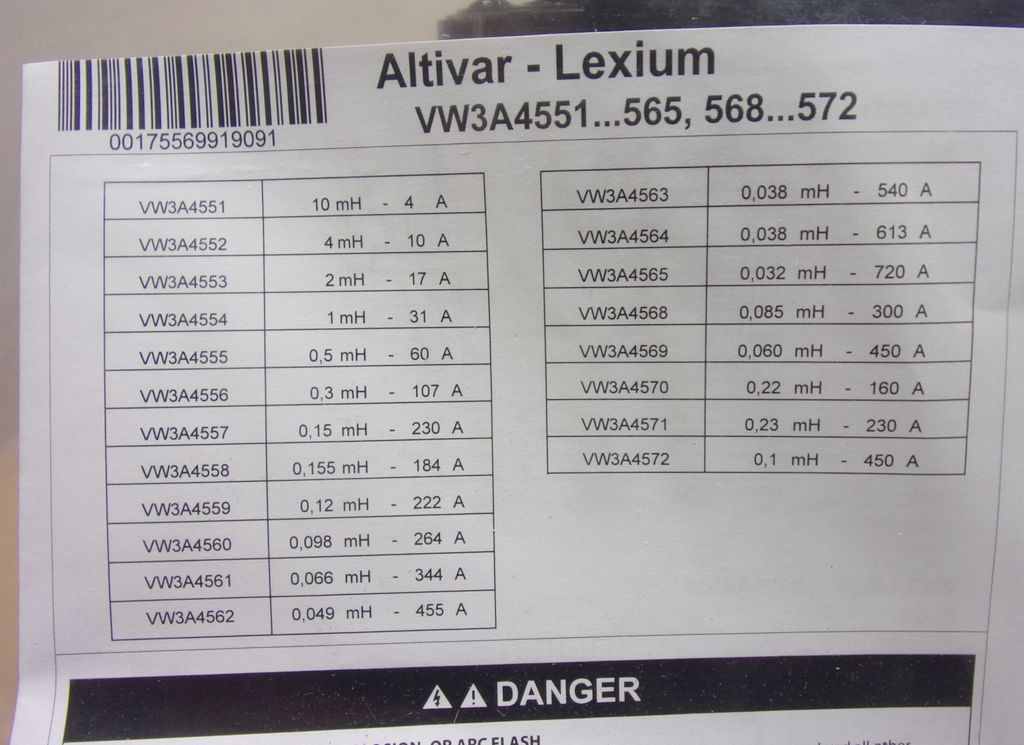 Altivar - Lexium
VW3A4551...565, 568...572
00175569919091
VW3A4551 10 mH - 4 A
VW3A4552 4 mH - 10 A
VW3A4553 2 mH - 17 A
VW3A4554 1 mH - 31 A
VW3A4555 0,5 mH - 60 A
VW3A4556 0,3 mH - 107 A
VW3A4557 0,15 mH - 230 A
VW3A4558 0,155 mH - 184 A
VW3A4559 0,12 mH - 222 A
VW3A4560 0,098 mH - 264 A
VW3A4561 0,066 mH - 344 A
VW3A4562 0,049 mH - 455 A
VW3A4563 0,038 mH - 540 A
VW3A4564 0,038 mH - 613 A
VW3A4565 0,032 mH - 720 A
VW3A4568 0,085 mH - 300 A
VW3A4569 0,060 mH - 450 A
VW3A4570 0,22 mH - 160 A
VW3A4571 0,23 mH - 230 A
VW3A4572 0,1 mH - 450 A
DANGER
OR ARC FLASH
all other